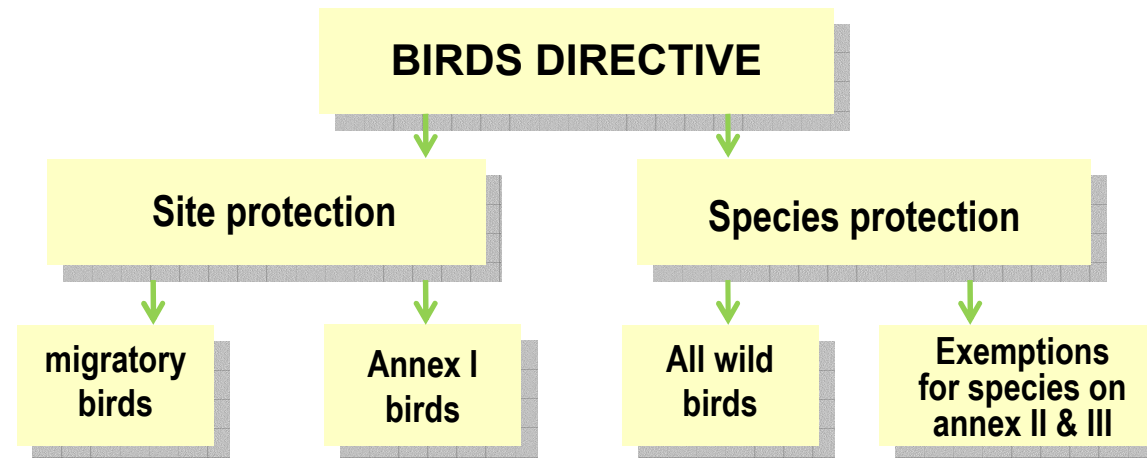 BIRDS DIRECTIVE
Site protection
Species protection
migratory
birds
Annex I
birds
All wild
birds
Exemptions
for species on
annex II & III